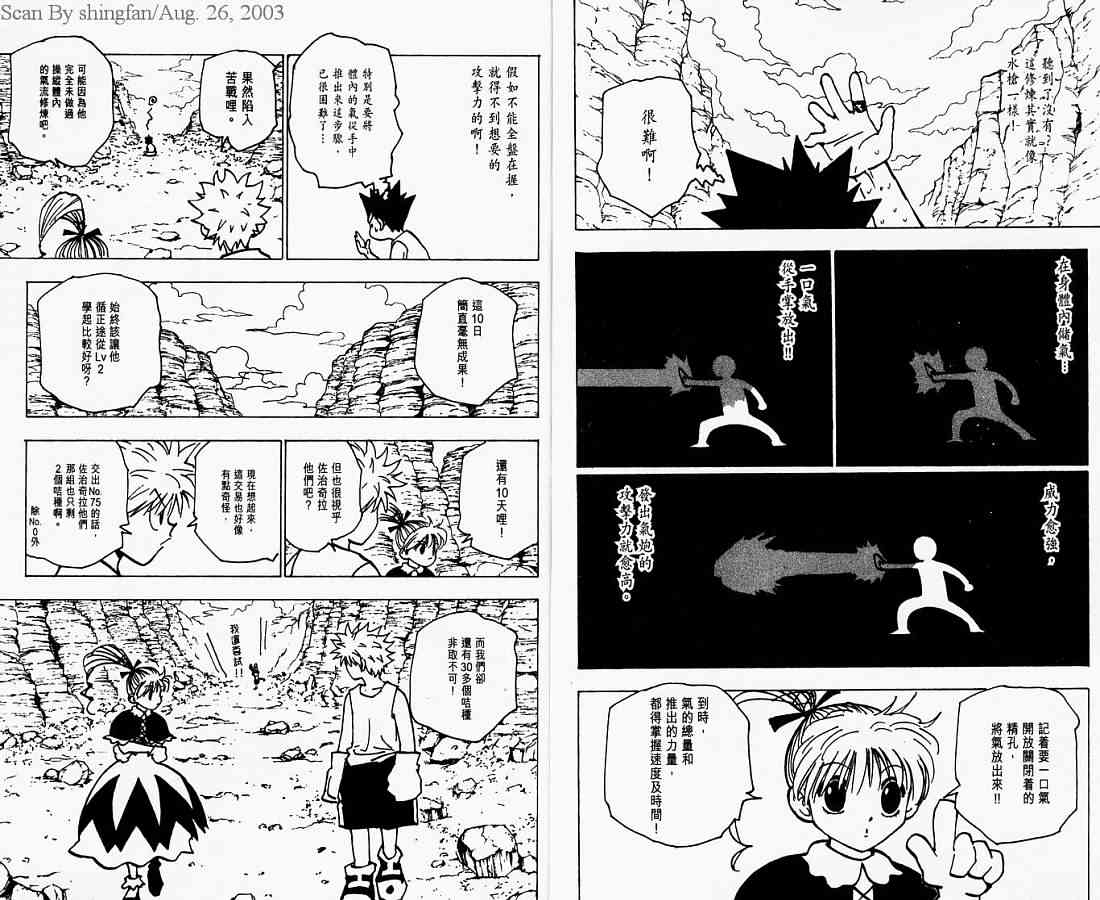 Scan By shingfan/Aug. 26, 2003
聽到了沒有?
這修煉其實就像
水槍一樣!
很難啊!
在身體內儲氣…
一口氣
從手掌放出!!
威力愈強，
發出氣炮的
攻擊力就愈高。
記着要一口氣
開放關閉着的
精孔，
將氣放出來!!
到時，
氣的總量和
推出的力量，
都得掌握速度及時間!
假如不能全盤在握，
就得不到想要的
攻擊力的啊!
特別是要將
體內的氣從手中
推出來這步驟，
已很困難了…
果然陷入
苦戰哩。
可能因為他
完全未做過
操縱體內
的氣流修煉吧。
這10日
簡直毫無成果!
始終該讓他
循正途從Lv2
學起比較好呀?
還有10天哩!
但也很視乎
佐治奇拉
他們吧?
現在想起來，
這交易也好像
有點奇怪．
交出No.
75的話，
佐治奇拉他們
那組也只剩
2個咭種啊。
除No.0外
而我們卻
還有30多個咭種
非取不可!
我還要試!!